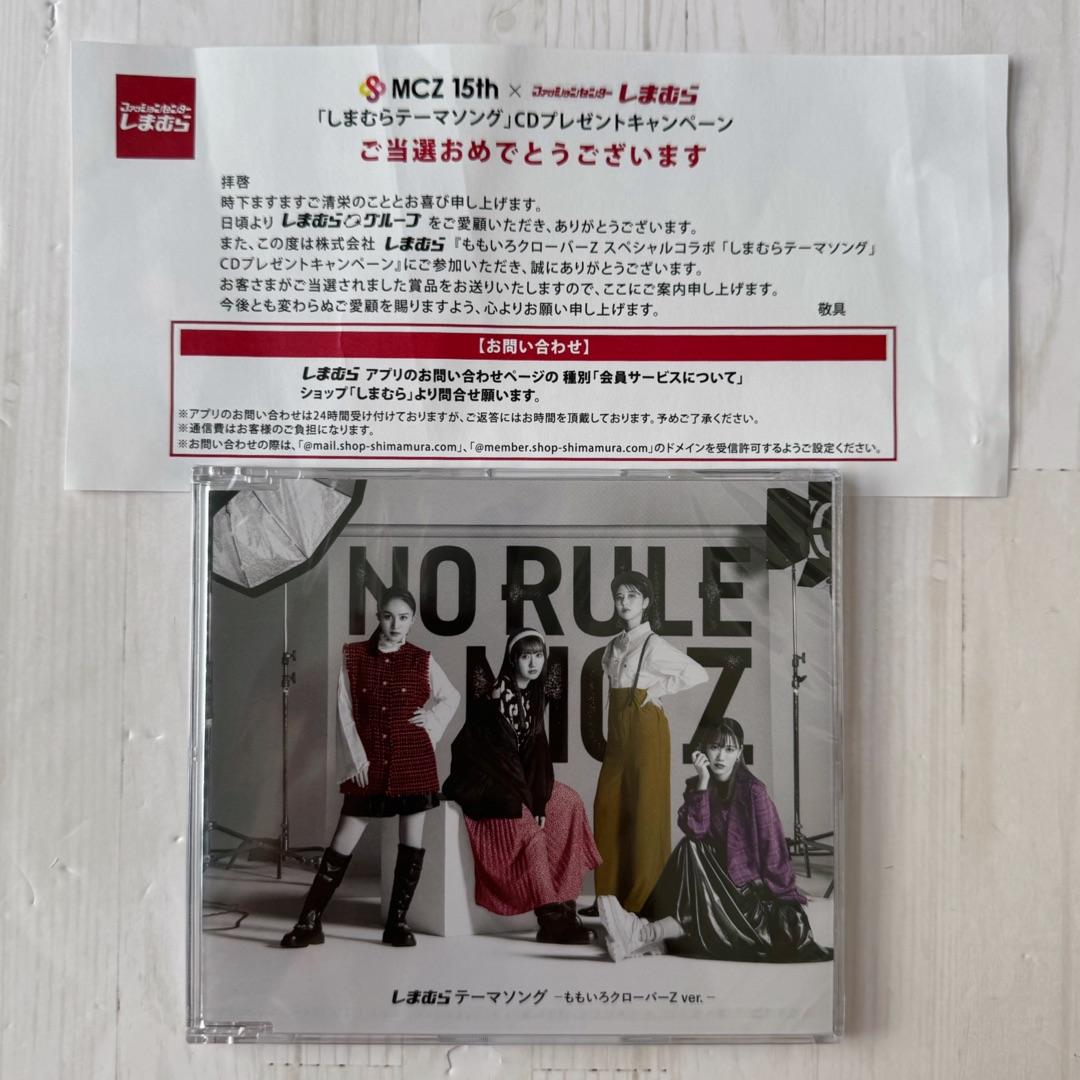 ファッションセンター
しまむら
MCZ 15th × ファッションセンター しまむら
「しまむらテーマソング」CDプレゼントキャンペーン
ご当選おめでとうございます
拝啓
時下ますますご清栄のこととお喜び申し上げます。
日頃より しまむらグループ をご愛顧いただき、ありがとうございます。
また、この度は株式会社 しまむら 『ももいろクローバーZ スペシャルコラボ「しまむらテーマソング」
CDプレゼントキャンペーン』にご参加いただき、誠にありがとうございます。
お客さまがご当選されました賞品をお送りいたしますので、ここにご案内申し上げます。
今後とも変わらぬご愛顧を賜りますよう、心よりお願い申し上げます。
敬具
【お問い合わせ】
しまむら アプリのお問い合わせページの 種別「会員サービスについて」
ショップ「しまむら」より問合せ願います。
※アプリのお問い合わせは24時間受け付けておりますが、ご返答にはお時間を頂戴しております。予めご了承ください。
※通信費はお客様のご負担になります。
※お問い合わせの際は、「@mail.shop-shimamura.com」、「@member.shop-shimamura.com」のドメインを受信許可するようご設定ください。
NO RULE
しまむら テーマソング －ももいろクローバーZ ver.－